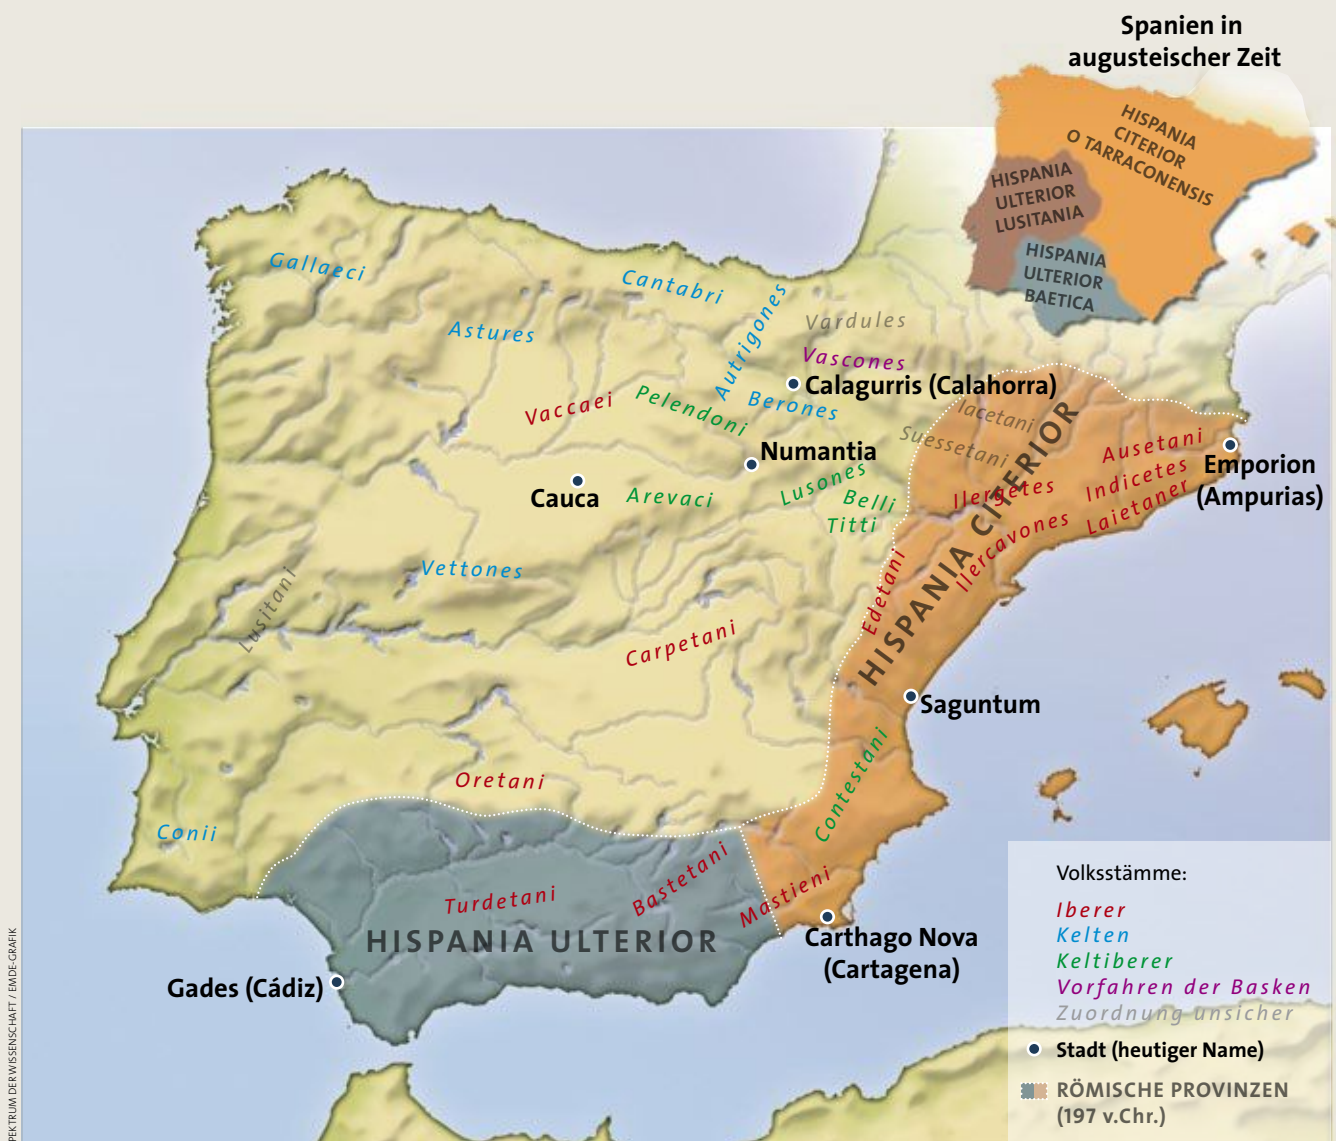 Spanien in
augusteischer Zeit
HISPANIA
CITERIOR
O TARRACONENSIS
HISPANIA
ULTERIOR
LUSITANIA
HISPANIA
ULTERIOR
BAETICA
Gallaeci
Cantabri
Astures
Autrigones
Vardules
Vascones
Calagurris (Calahorra)
Berones
Vaccaei
Pelendoni
Iacetani
Suessetani
Numantia
Cauca
Arevaci
Lusones
Belli
Titti
Ausetani
Indicetes
Laietaner
Emporion
(Ampurias)
Ilergetes
Ilercavones
HISPANIA CITERIOR
Edetani
Vettones
Lusitani
Carpetani
Saguntum
Contestani
Oretani
Conii
Turdetani
Bastetani
Mastieni
HISPANIA ULTERIOR
Carthago Nova
(Cartagena)
Gades (Cádiz)
Volksstämme:
Iberer
Kelten
Keltiberer
Vorfahren der Basken
Zuordnung unsicher
Stadt (heutiger Name)
RÖMISCHE PROVINZEN
(197 v.Chr.)
PEKTRUM DER WISSENSCHAFT / EMDE-GRAFIK